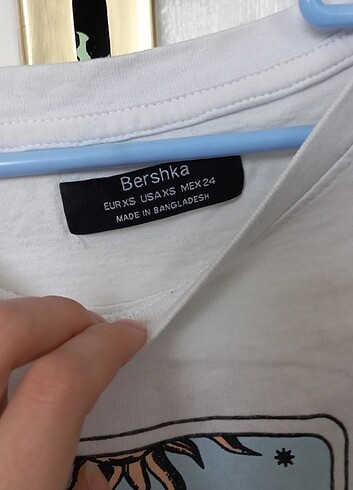 Bershka
EUR XS USA XS MEX 24
MADE IN BANGLADESH